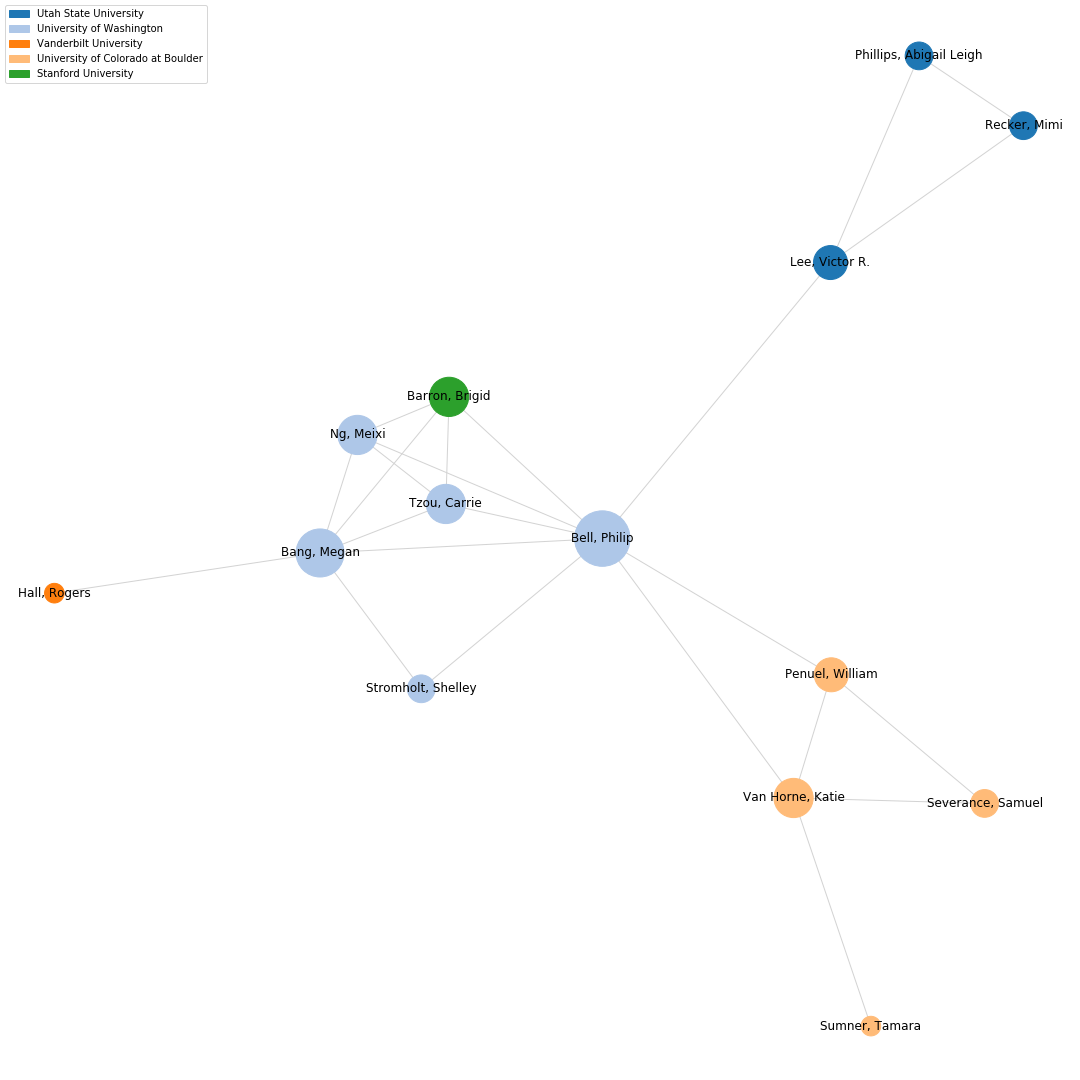 Utah State University
University of Washington
Vanderbilt University
University of Colorado at Boulder
Stanford University
Phillips, Abigail Leigh
Recker, Mimi
Lee, Victor R.
Barron, Brigid
Ng, Meixi
Tzou, Carrie
Bell, Philip
Bang, Megan
Hall, Rogers
Stromholt, Shelley
Penuel, William
Van Horne, Katie
Severance, Samuel
Sumner, Tamara